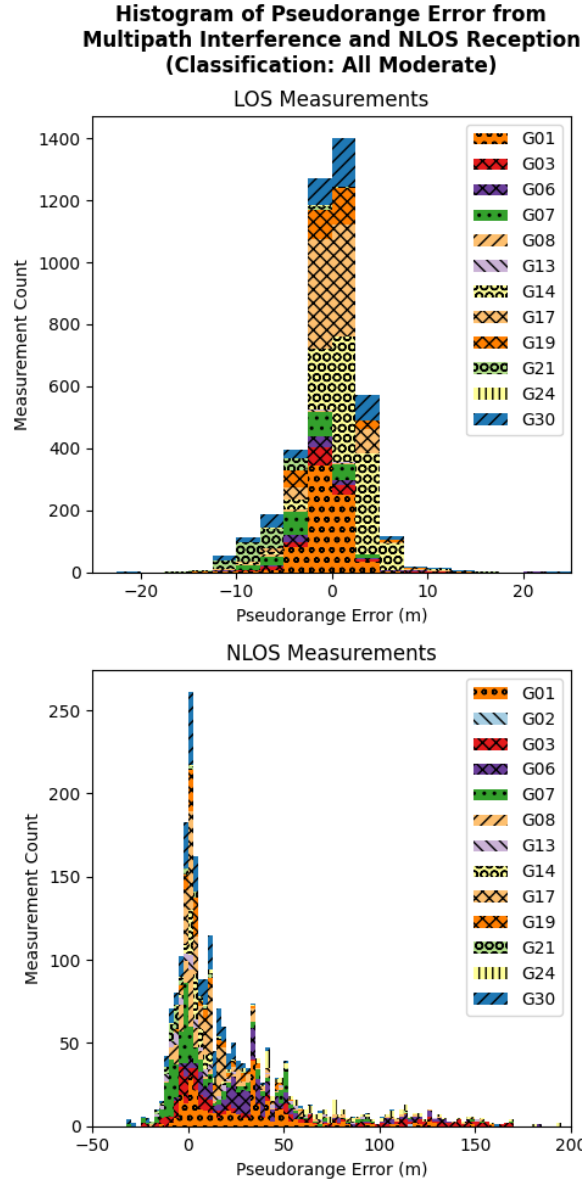 Histogram of Pseudorange Error from
Multipath Interference and NLOS Reception
(Classification: All Moderate)
LOS Measurements
1400
1200
1000
800
600
400
200
0
Measurement Count
G01
G03
G06
G07
G08
G13
G14
G17
G19
G21
G24
G30
−20
−10
0
10
20
Pseudorange Error (m)
NLOS Measurements
250
200
150
100
50
0
Measurement Count
G01
G02
G03
G06
G07
G08
G13
G14
G17
G19
G21
G24
G30
−50
0
50
100
150
200
Pseudorange Error (m)